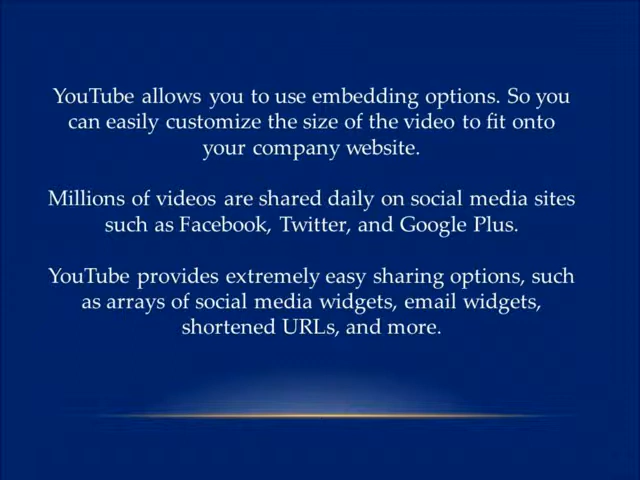 YouTube allows you to use embedding options. So you
can easily customize the size of the video to fit onto
your company website.
Millions of videos are shared daily on social media sites
such as Facebook, Twitter, and Google Plus.
YouTube provides extremely easy sharing options, such
as arrays of social media widgets, email widgets,
shortened URLs, and more.